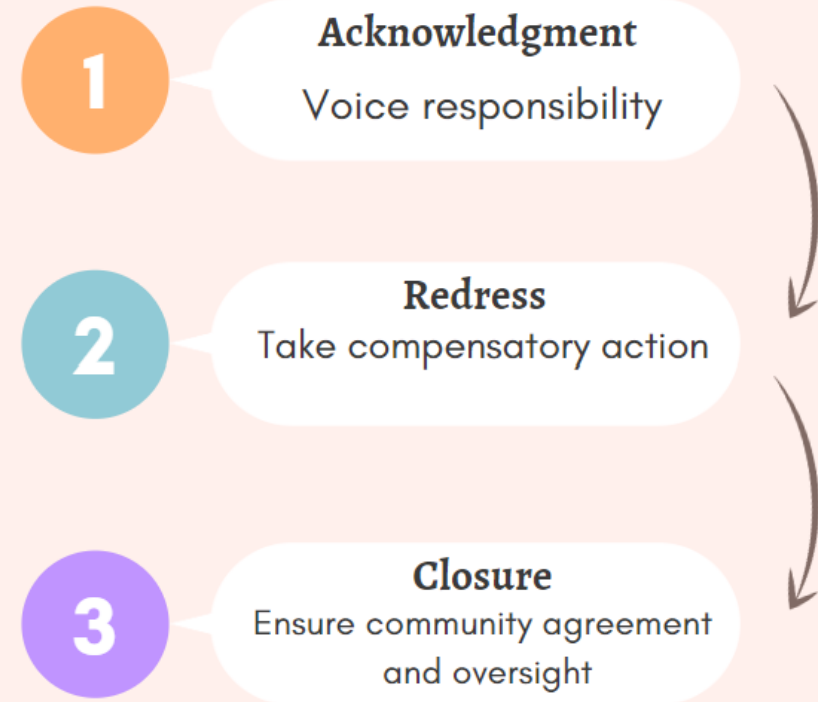 1
Acknowledgment
Voice responsibility
2
Redress
Take compensatory action
3
Closure
Ensure community agreement
and oversight